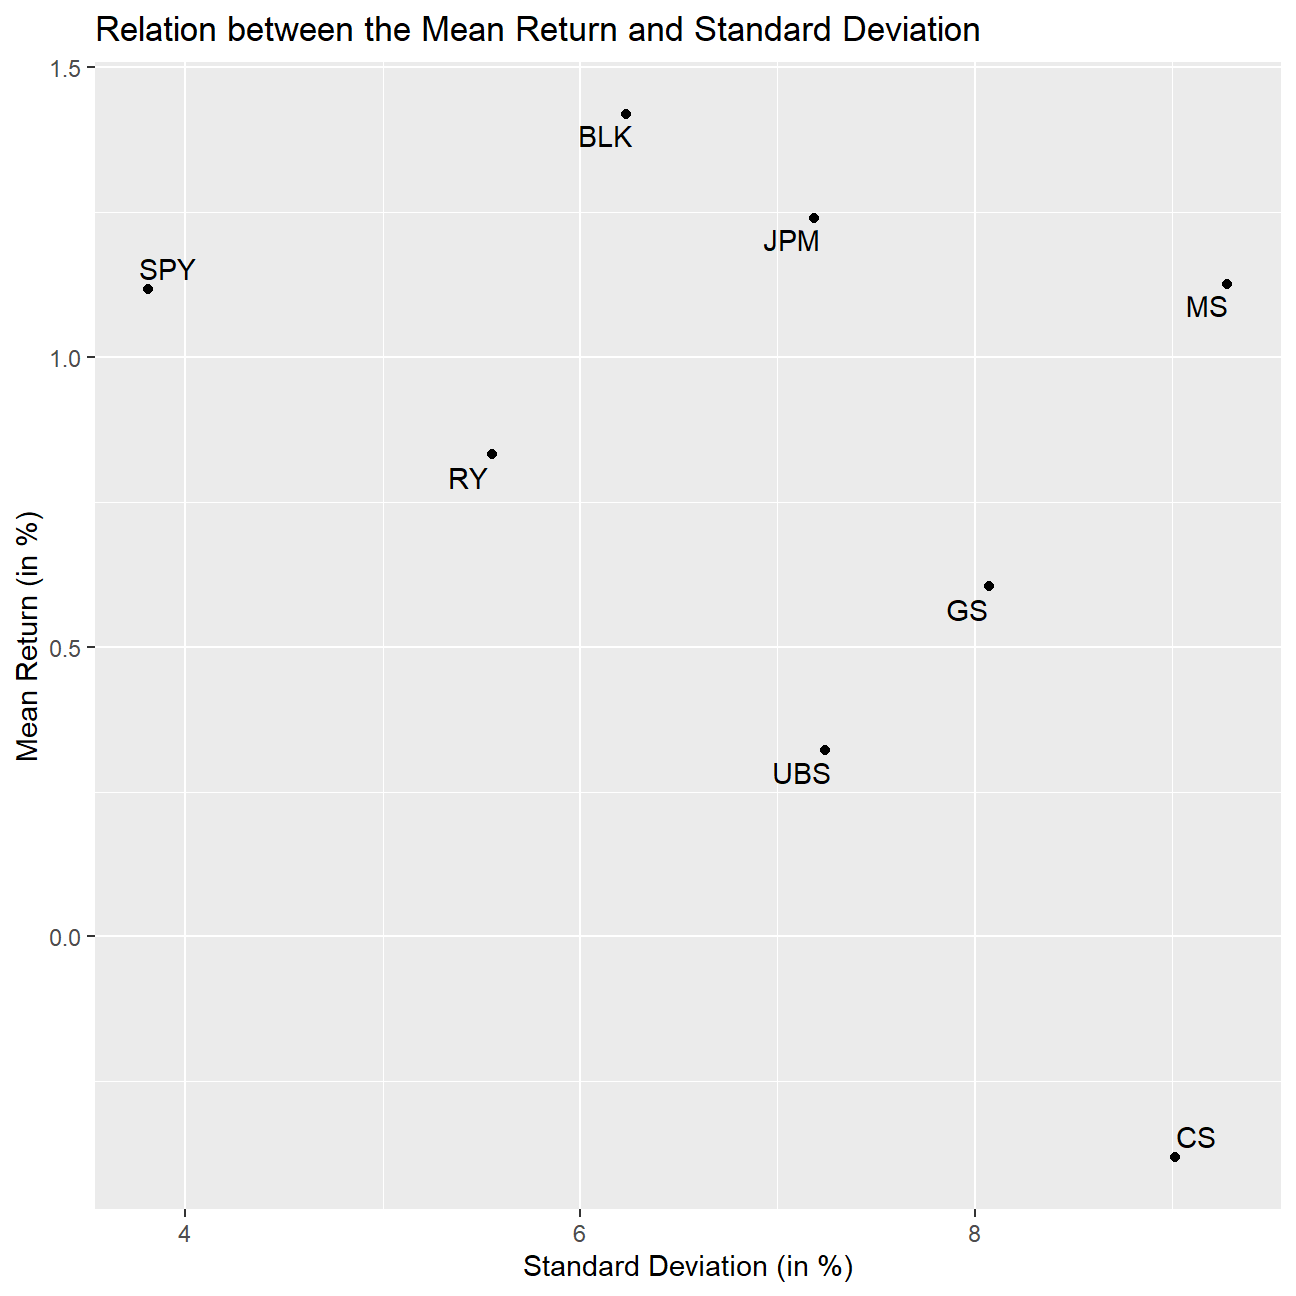 Relation between the Mean Return and Standard Deviation
1.5
BLK
JPM
SPY
MS
1.0
RY
Mean Return (in %)
GS
0.5
UBS
0.0
CS
4
6
8
Standard Deviation (in %)